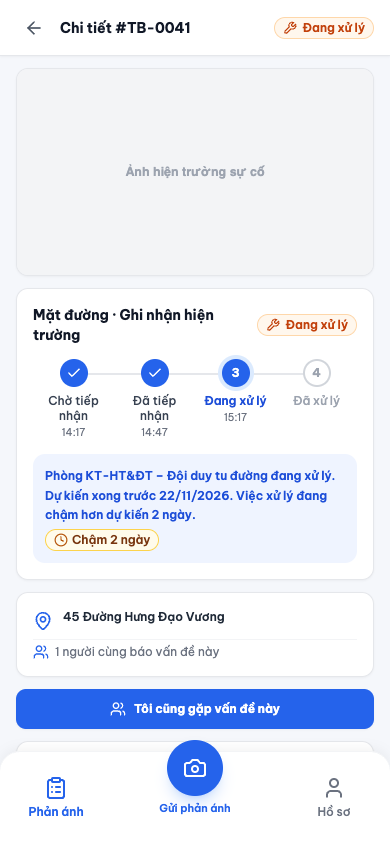 Chi tiết #TB-0041
Đang xử lý
Ảnh hiện trường sự cố
Mặt đường · Ghi nhận hiện
trường
Đang xử lý
3
4
Chờ tiếp
nhận
14:17
Đã tiếp
nhận
14:47
Đang xử lý
15:17
Đã xử lý
Phòng KT-HT&ĐT – Đội duy tu đường đang xử lý.
Dự kiến xong trước 22/11/2026. Việc xử lý đang
chậm hơn dự kiến 2 ngày.
Chậm 2 ngày
45 Đường Hưng Đạo Vương
1 người cùng báo vấn đề này
Tôi cũng gặp vấn đề này
Phản ánh
Gửi phản ánh
Hồ sơ